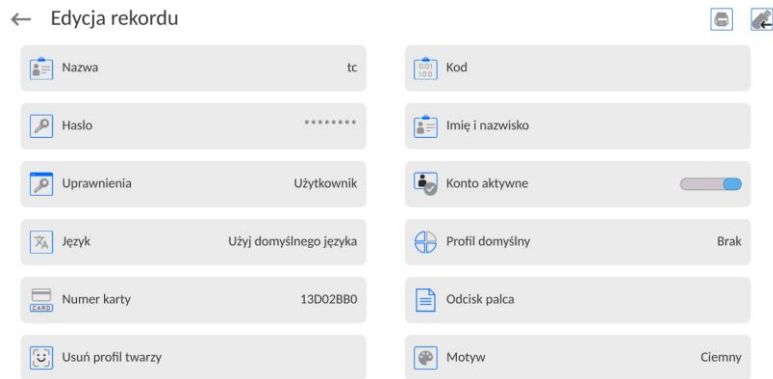 Edycja rekordu
Nazwa tc
Kod
Hasło ********
Imię i nazwisko
Uprawnienia Użytkownik
Konto aktywne
Język Użyj domyślnego języka
Profil domyślny Brak
Numer karty 13D02BB0
Odcisk palca
Usuń profil twarzy
Motyw Ciemny